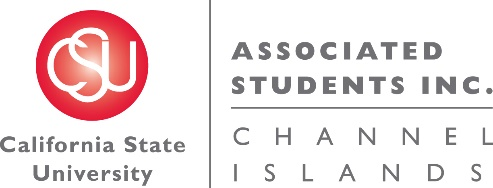 CSU
California State
University
ASSOCIATED
STUDENTS INC.
CHANNEL
ISLANDS